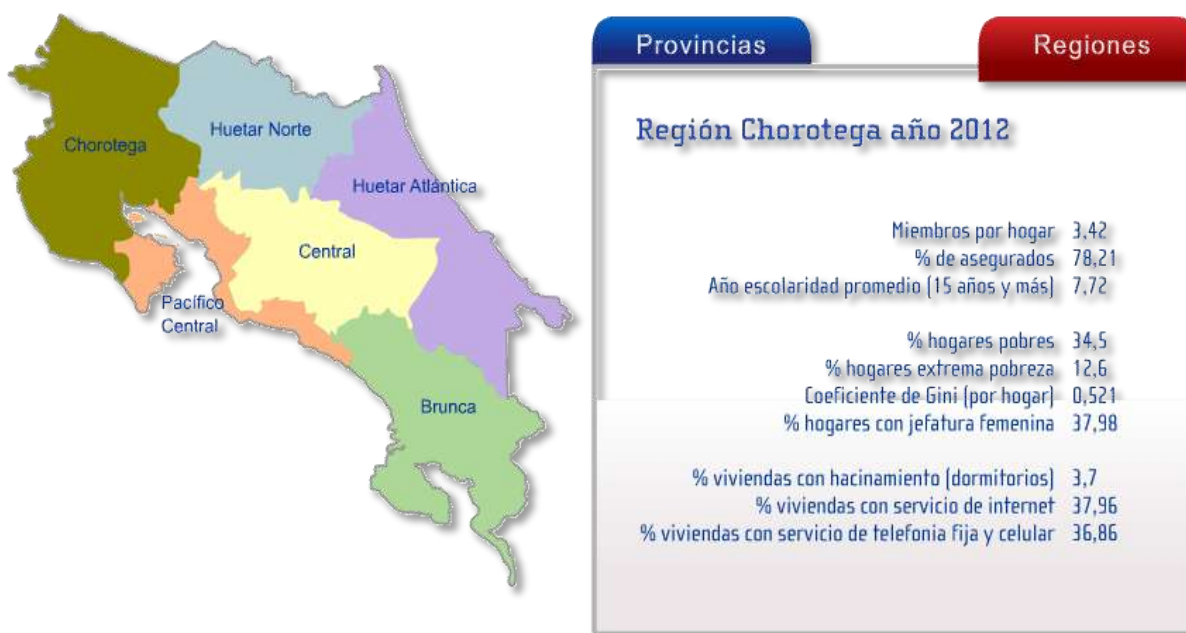 Chorotega
Huetar Norte
Huetar Atlántica
Central
Pacífico
Central
Brunca
Provincias
Regiones
Región Chorotega año 2012
Miembros por hogar 3,42
% de asegurados 78,21
Año escolaridad promedio (15 años y más) 7,72
% hogares pobres 34,5
% hogares extrema pobreza 12,6
Coeficiente de Gini (por hogar) 0,521
% hogares con jefatura femenina 37,98
% viviendas con hacinamiento (dormitorios) 3,7
% viviendas con servicio de internet 37,96
% viviendas con servicio de telefonia fija y celular 36,86